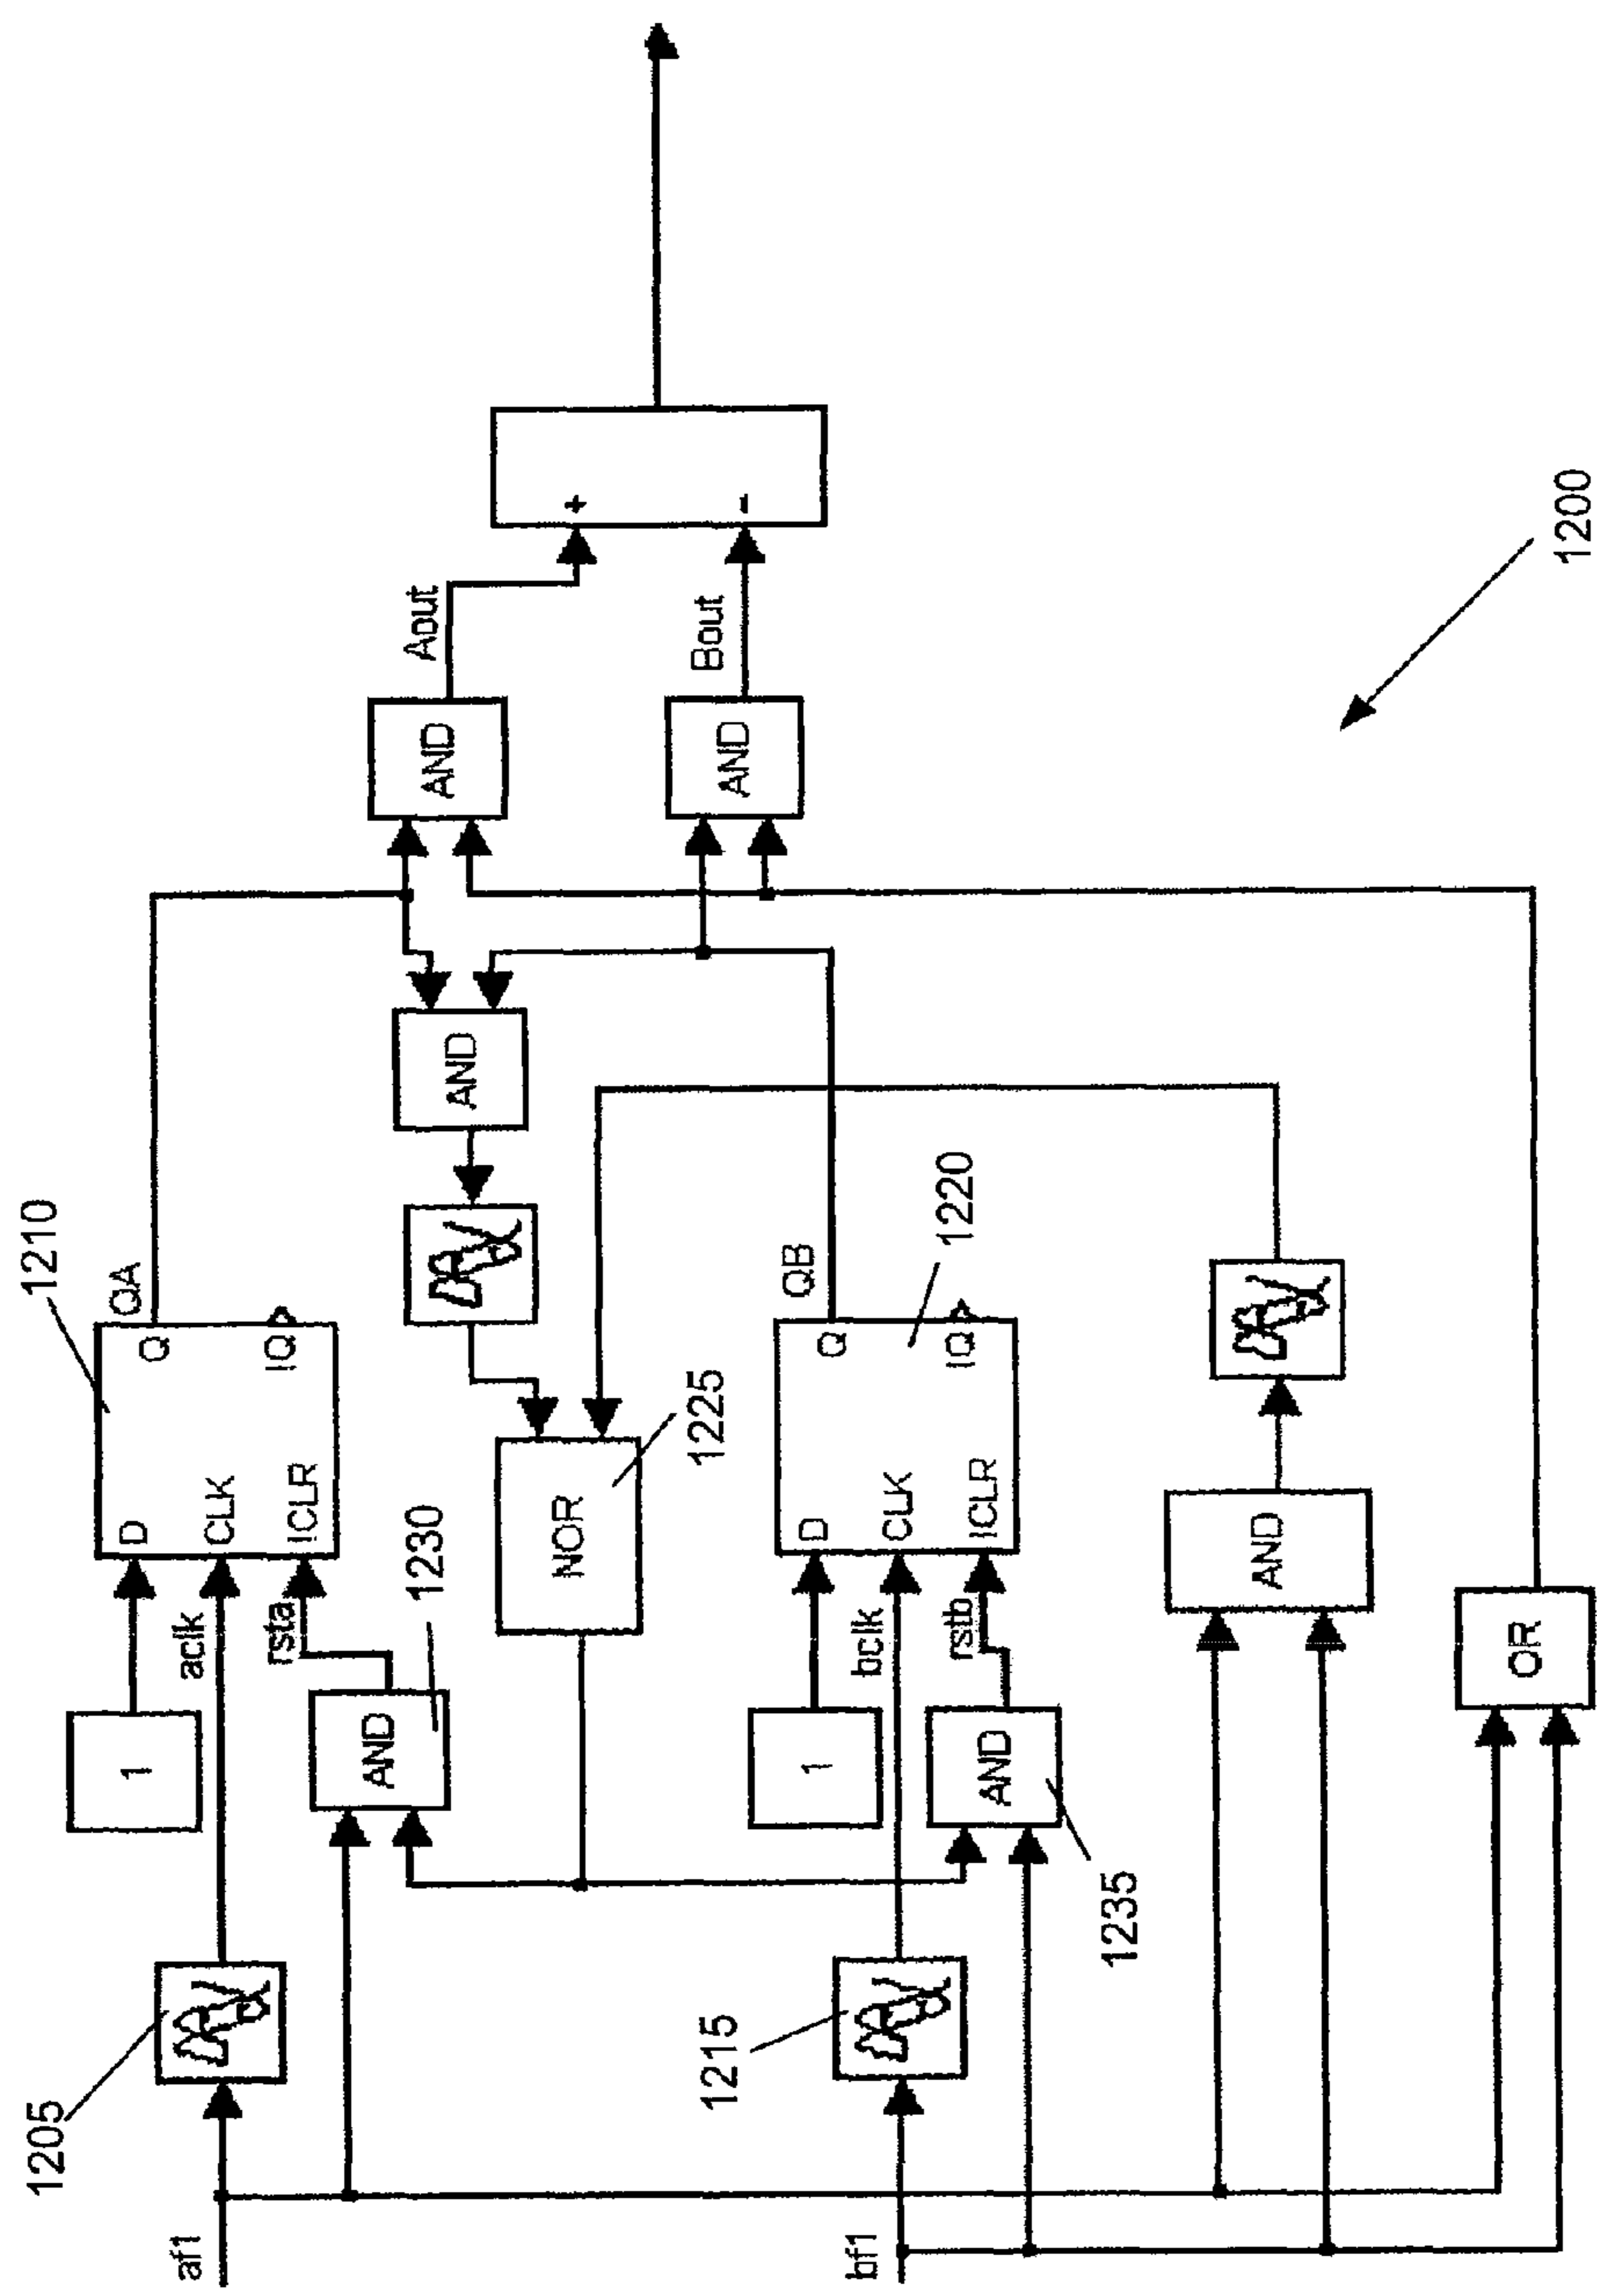 1205
af1
aclk
1
rsta
AND
1230
1210
D
CLK
!CLR
Q
!Q
QA
NOR
1225
AND
AND
Aout
+
-
AND
Bout
1215
bf1
bclk
1
rstb
AND
1235
1220
D
CLK
!CLR
Q
!Q
QB
AND
OR
1200